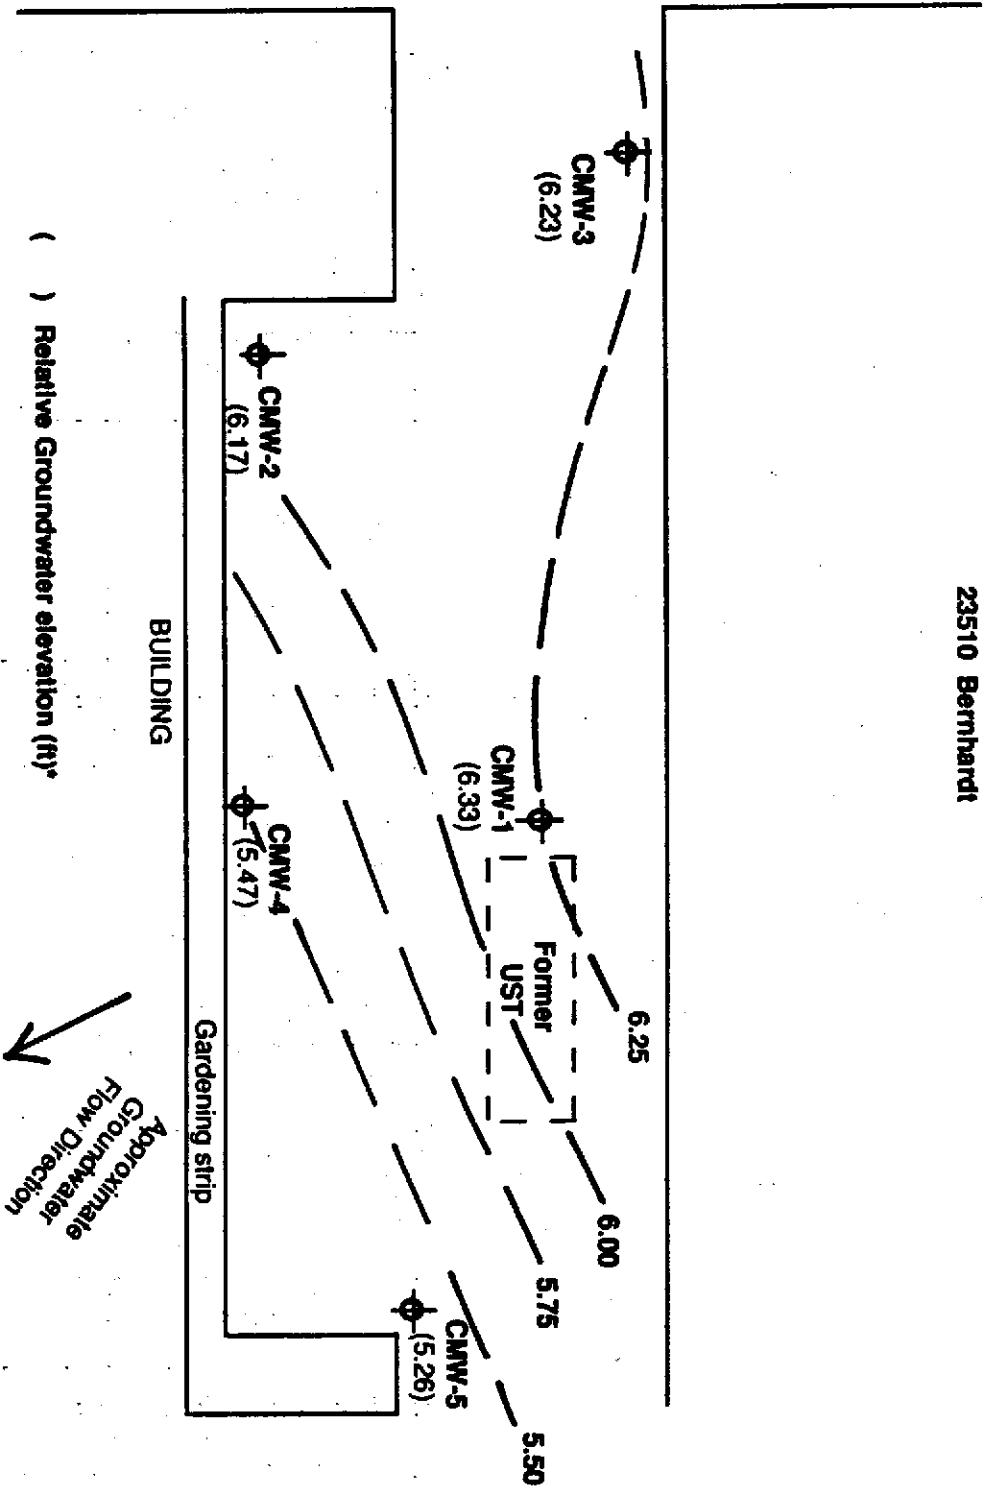 23510 Bernhardt
CMW-3
(6.23)
CMW-2
(6.17)
CMW-1
(6.33)
Former
UST
6.25
6.00
5.75
5.50
CMW-4
(5.47)
CMW-5
(5.26)
BUILDING
Gardening strip
Approximate
Groundwater
Flow Direction
( ) Relative Groundwater elevation (ft)*